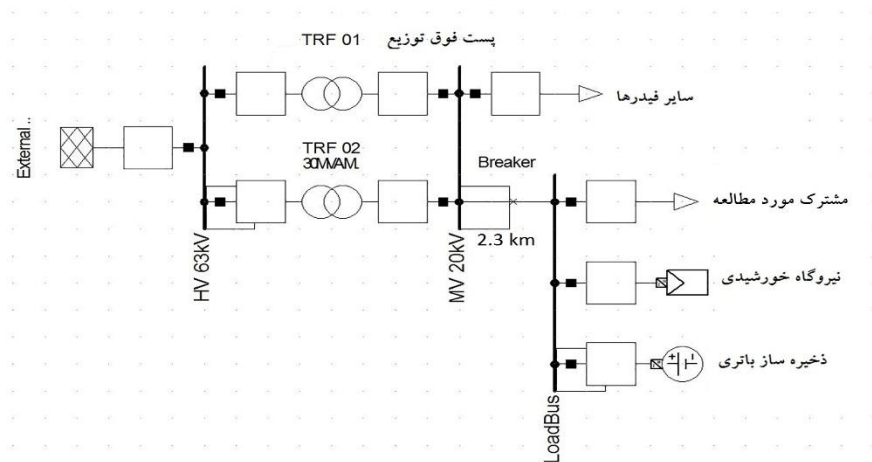 TRF 01
پست فوق توزیع
سایر فیدرها
External..
TRF 02
30MVAM.
Breaker
مشترک مورد مطالعه
2.3 km
HV 63kV
MV 20kV
نیروگاه خورشیدی
ذخیره ساز باتری
LoadBus